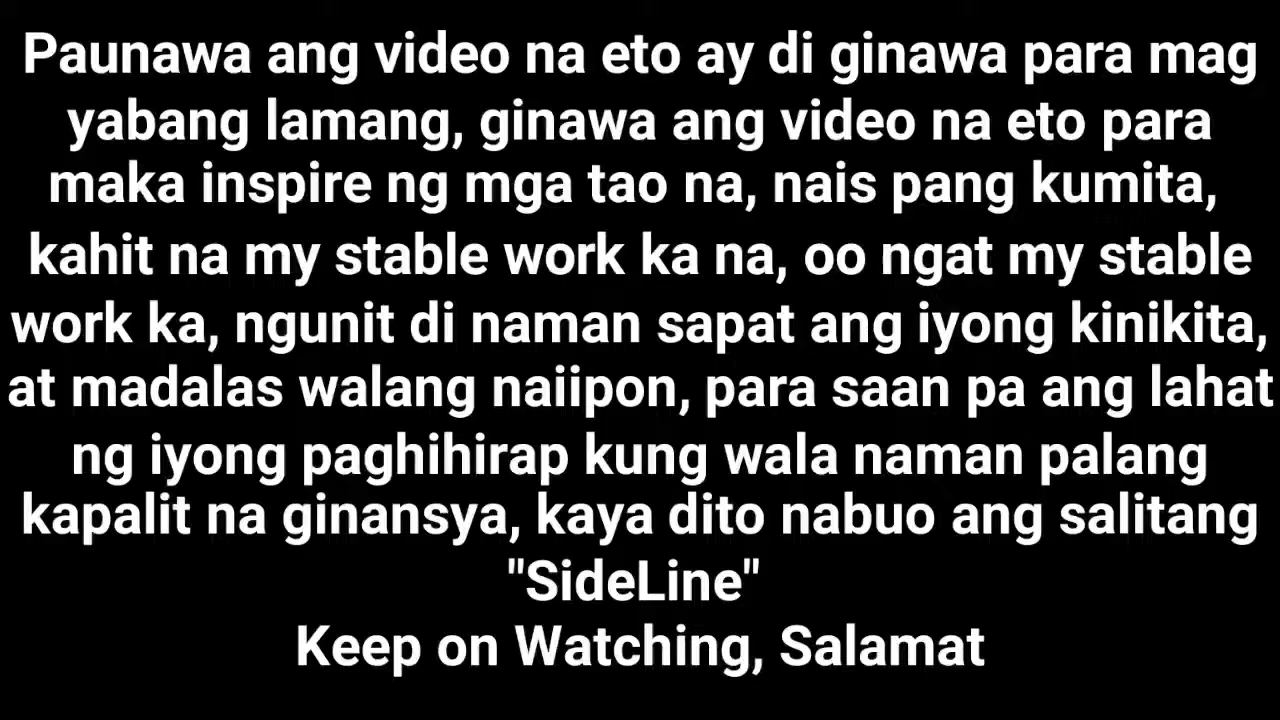 Paunawa ang video na eto ay di ginawa para mag
yabang lamang, ginawa ang video na eto para
maka inspire ng mga tao na, nais pang kumita,
kahit na my stable work ka na, oo ngat my stable
work ka, ngunit di naman sapat ang iyong kinikita,
at madalas walang naiipon, para saan pa ang lahat
ng iyong paghihirap kung wala naman palang
kapalit na ginansya, kaya dito nabuo ang salitang
"SideLine"
Keep on Watching, Salamat